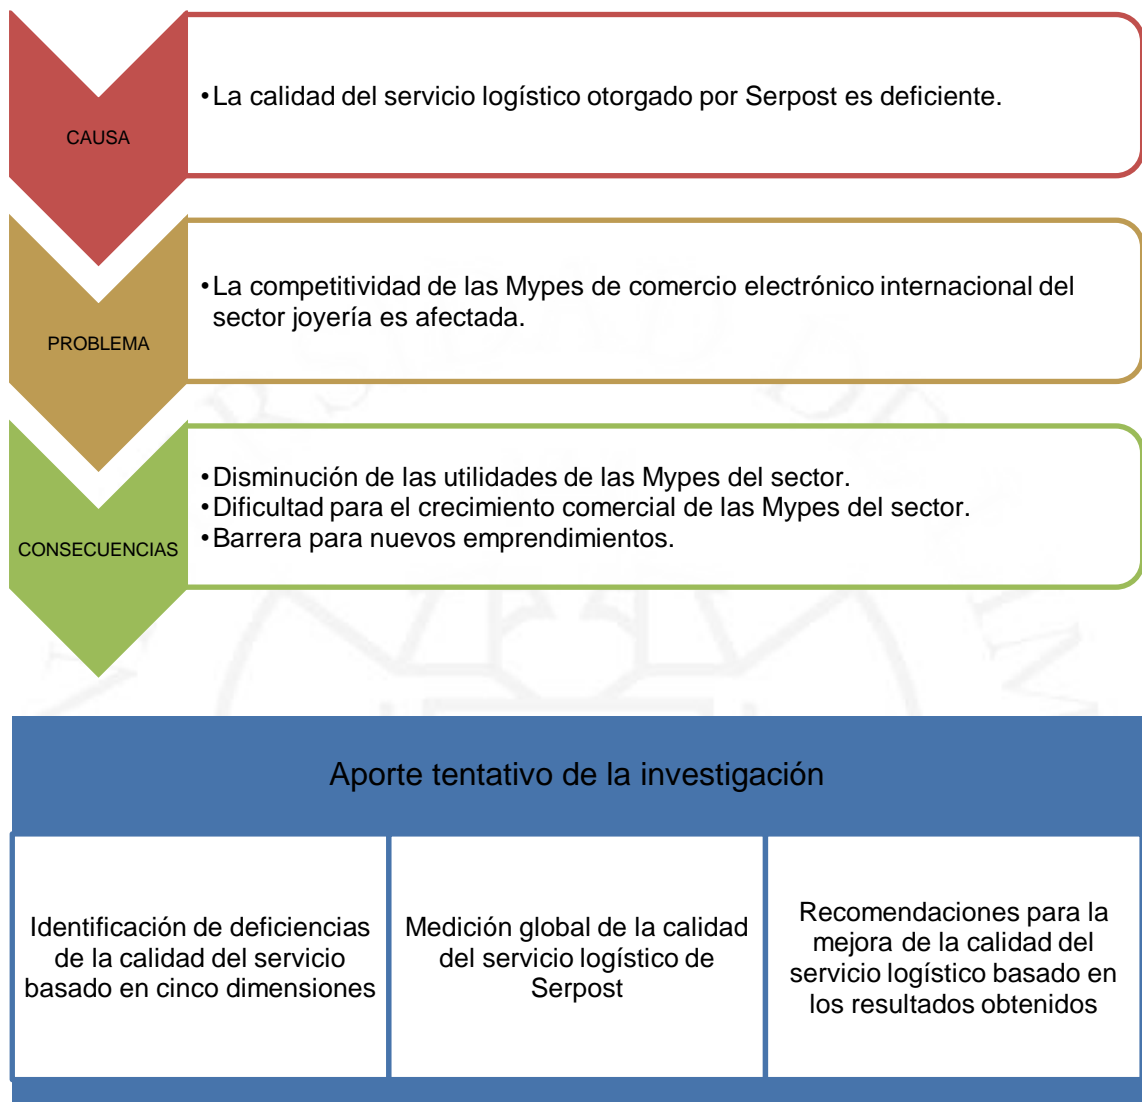 CAUSA
•La calidad del servicio logístico otorgado por Serpost es deficiente.
PROBLEMA
•La competitividad de las Mypes de comercio electrónico internacional del
sector joyería es afectada.
CONSECUENCIAS
•Disminución de las utilidades de las Mypes del sector.
•Dificultad para el crecimiento comercial de las Mypes del sector.
•Barrera para nuevos emprendimientos.
Aporte tentativo de la investigación
Identificación de deficiencias
de la calidad del servicio
basado en cinco dimensiones
Medición global de la calidad
del servicio logístico de
Serpost
Recomendaciones para la
mejora de la calidad del
servicio logístico basado en
los resultados obtenidos